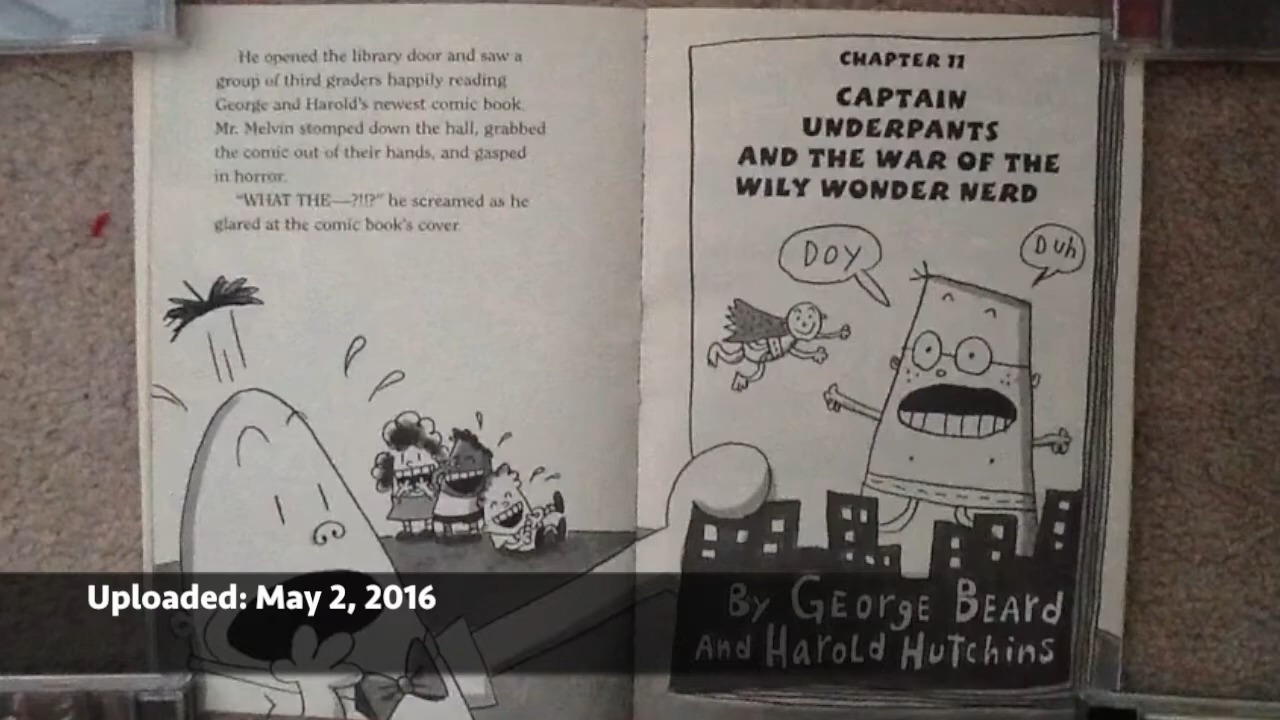 He opened the library door and saw a
group of third graders happily reading
George and Harold's newest comic book.
Mr. Melvin stomped down the hall, grabbed
the comic out of their hands, and gasped
in horror.
"WHAT THE—?!!?" he screamed as he
glared at the comic book's cover.
CHAPTER 11
CAPTAIN
UNDERPANTS
AND THE WAR OF THE
WILY WONDER NERD
DOY
Duh
By GEORGE BEARD
And HAROLD HUTCHINS
Uploaded: May 2, 2016